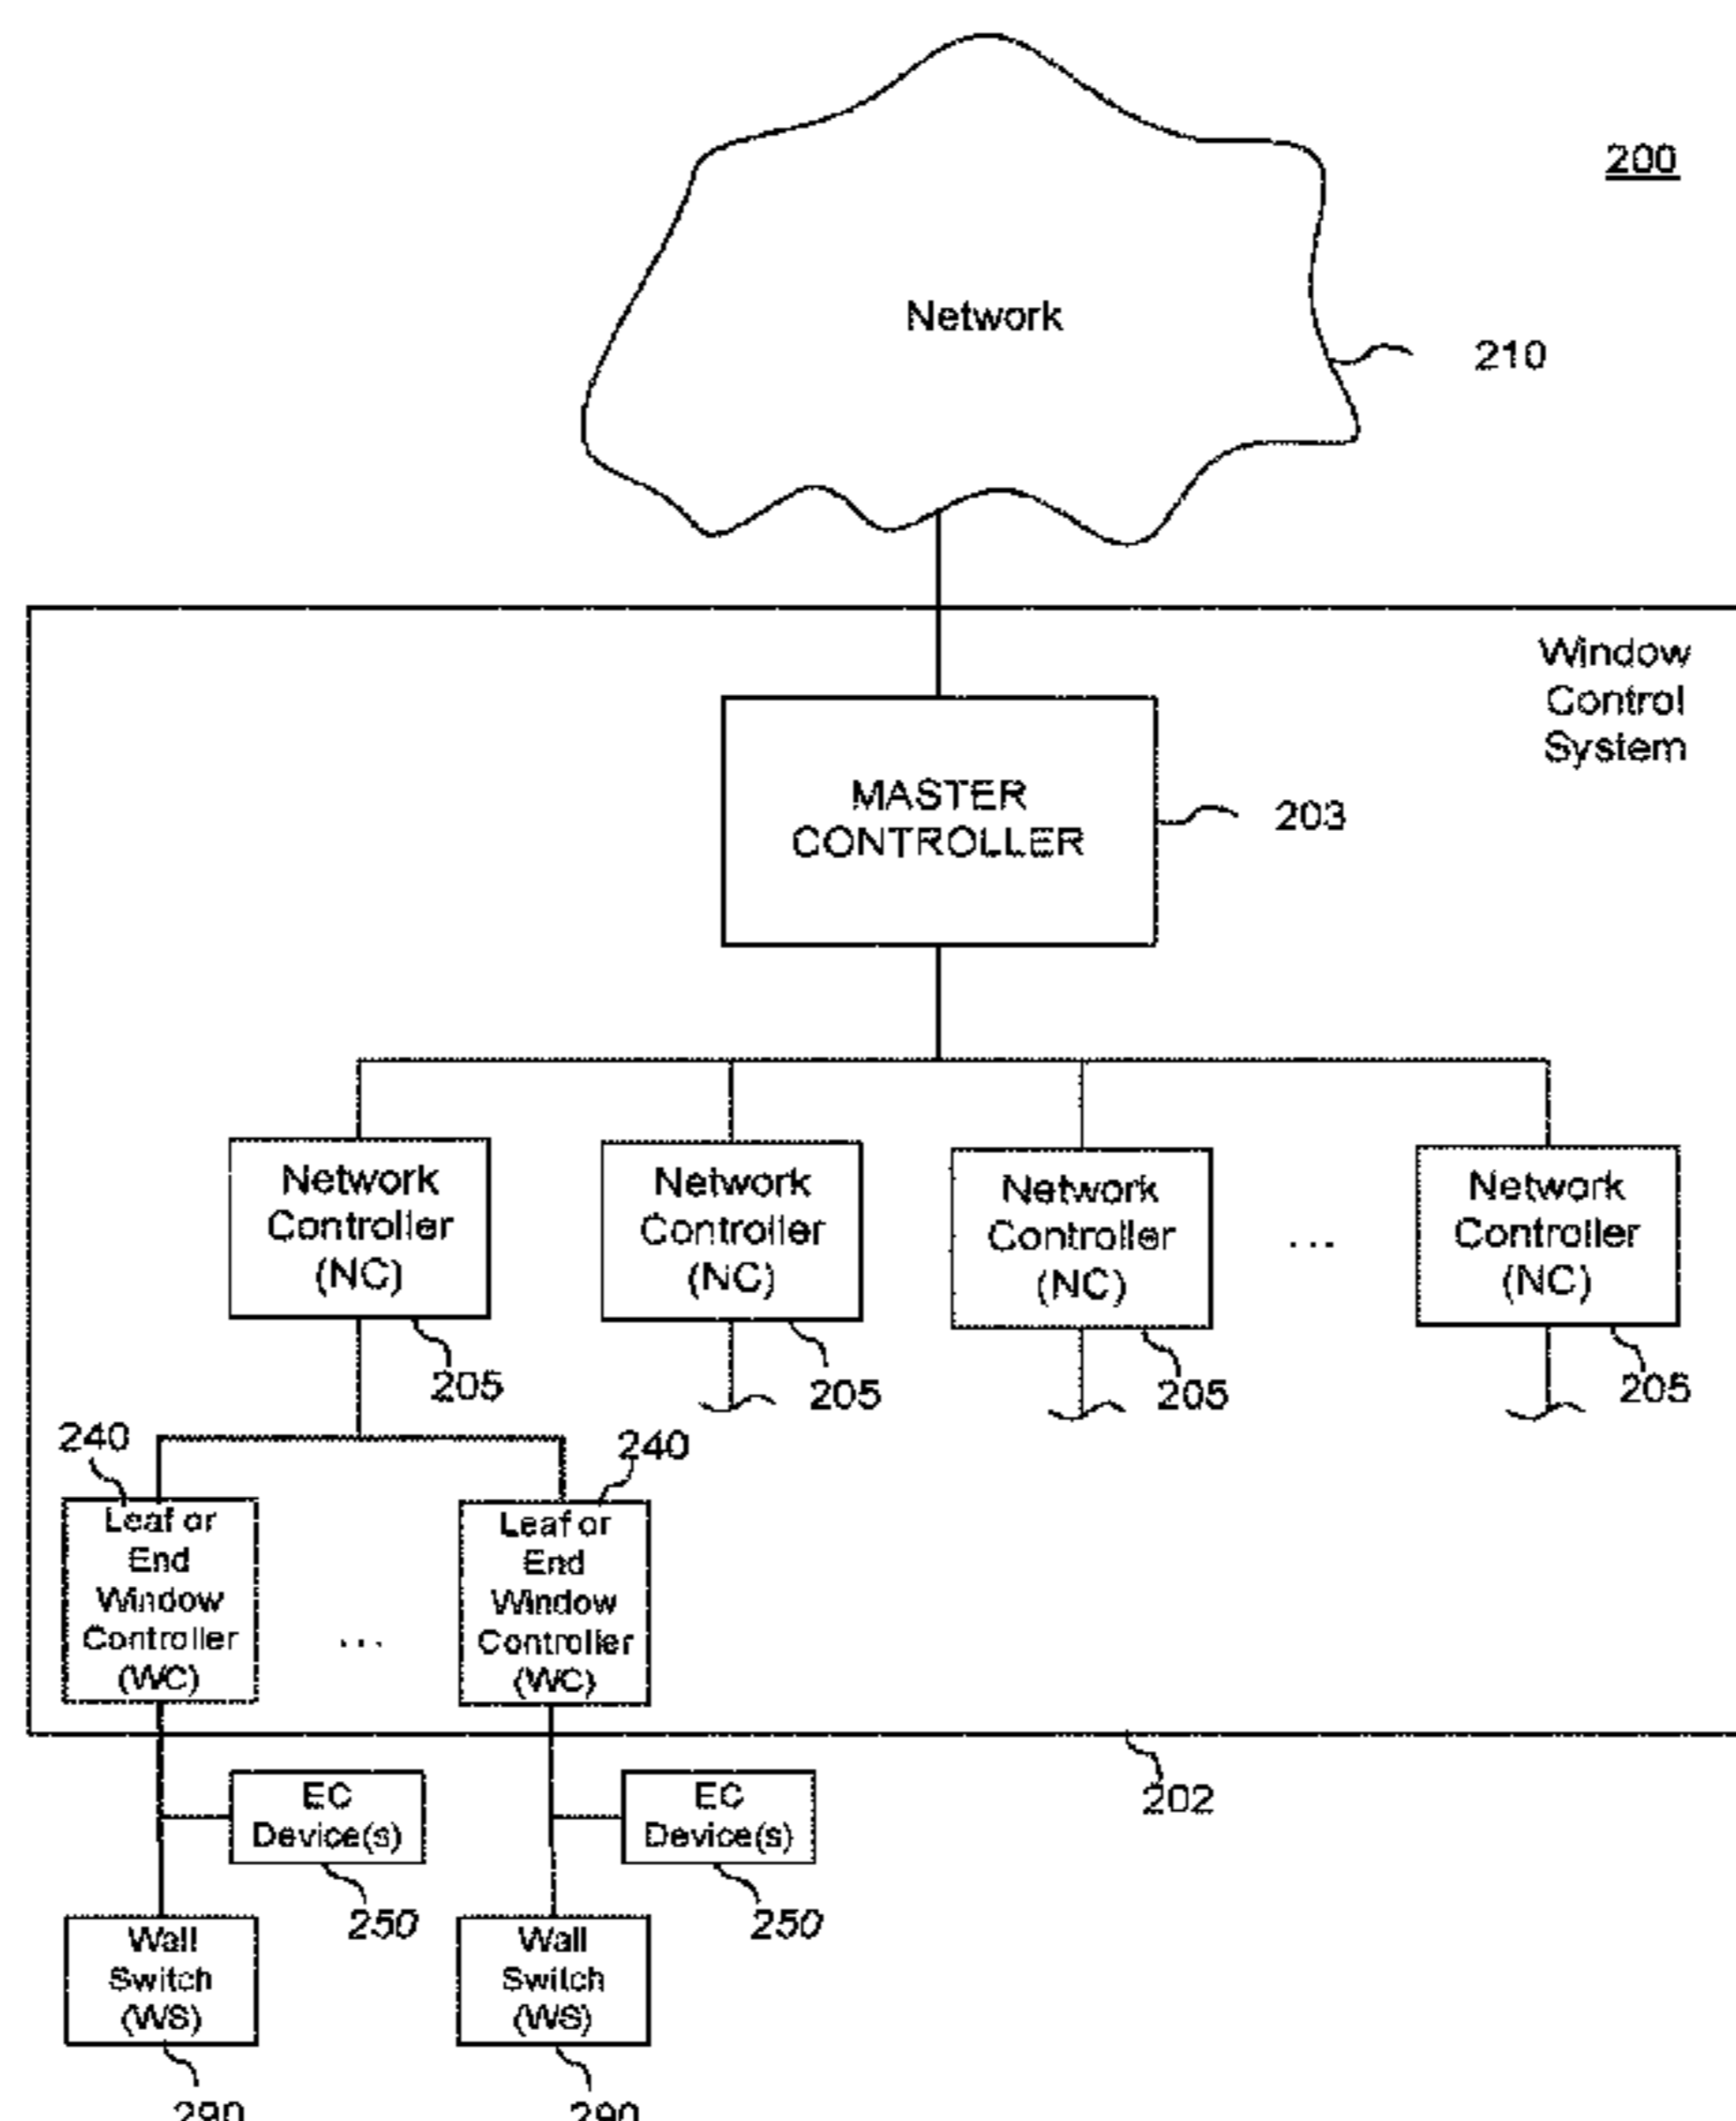 200
Network
210
Window
Control
System
MASTER
CONTROLLER
203
Network
Controller
(NC)
205
Network
Controller
(NC)
205
Network
Controller
(NC)
205
...
Network
Controller
(NC)
205
240
Leaf or
End
Window
Controller
(WC)
...
240
Leaf or
End
Window
Controller
(WC)
202
EC
Device(s)
250
EC
Device(s)
250
Wall
Switch
(WS)
290
Wall
Switch
(WS)
290